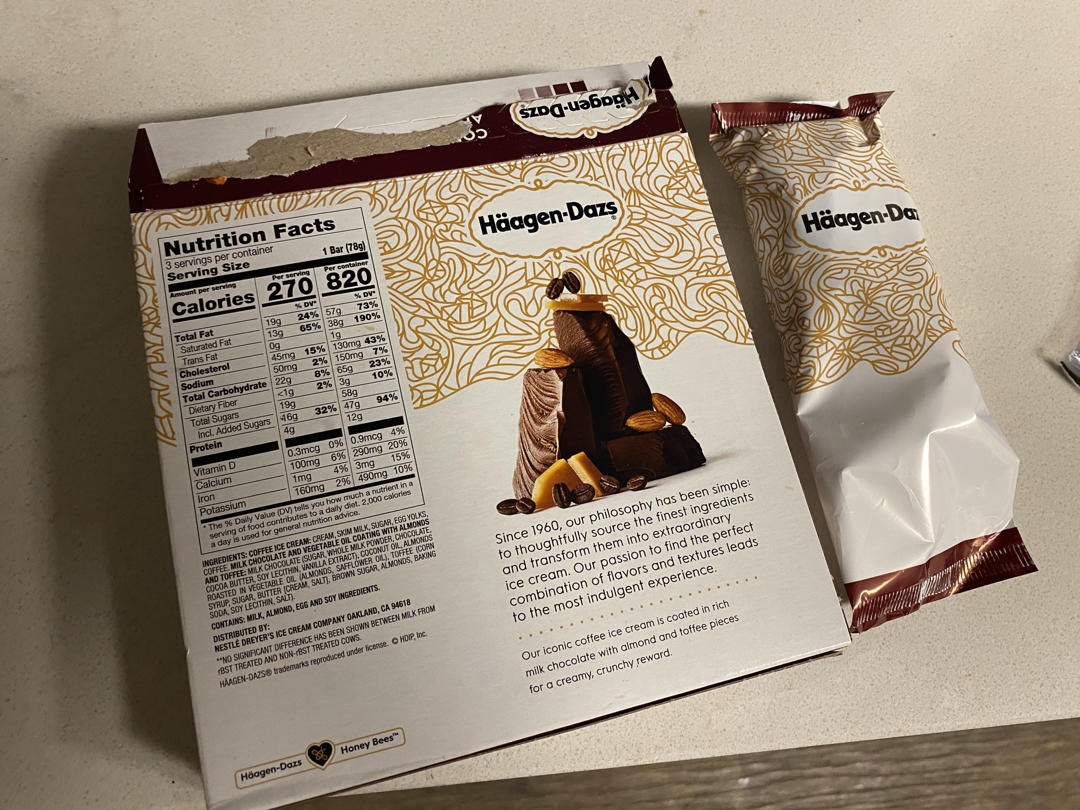 Häagen-Dazs
CO
A
Häagen-Dazs®
Häagen-Daz
Nutrition Facts
3 servings per container
Serving Size 1 Bar (78g)
Amount per serving Per serving Per container
Calories 270 820
% DV* % DV*
Total Fat 19g 24% 57g 73%
Saturated Fat 13g 65% 38g 190%
Trans Fat 0g 1g
Cholesterol 45mg 15% 130mg 43%
Sodium 50mg 2% 150mg 7%
Total Carbohydrate 22g 8% 65g 23%
Dietary Fiber <1g 2% 3g 10%
Total Sugars 19g 58g
Incl. Added Sugars 16g 32% 47g 94%
Protein 4g 12g
Vitamin D 0.3mcg 0% 0.9mcg 4%
Calcium 100mg 6% 290mg 20%
Iron 1mg 4% 3mg 15%
Potassium 160mg 2% 490mg 10%
* The % Daily Value (DV) tells you how much a nutrient in a
serving of food contributes to a daily diet. 2,000 calories
a day is used for general nutrition advice.
INGREDIENTS: COFFEE ICE CREAM: CREAM, SKIM MILK, SUGAR, EGG YOLKS,
COFFEE. MILK CHOCOLATE AND VEGETABLE OIL COATING WITH ALMONDS
AND TOFFEE: MILK CHOCOLATE (SUGAR, WHOLE MILK POWDER, CHOCOLATE,
COCOA BUTTER, SOY LECITHIN, VANILLA EXTRACT), COCONUT OIL, ALMONDS
ROASTED IN VEGETABLE OIL (ALMONDS, SAFFLOWER OIL), TOFFEE (CORN
SYRUP, SUGAR, BUTTER [CREAM, SALT], BROWN SUGAR, ALMONDS, BAKING
SODA, SOY LECITHIN, SALT).
CONTAINS: MILK, ALMOND, EGG AND SOY INGREDIENTS.
DISTRIBUTED BY:
NESTLÉ DREYER'S ICE CREAM COMPANY OAKLAND, CA 94618
**NO SIGNIFICANT DIFFERENCE HAS BEEN SHOWN BETWEEN MILK FROM
rBST TREATED AND NON-rBST TREATED COWS.
HÄAGEN-DAZS® trademarks reproduced under license. © HDIP, Inc.
Häagen-Dazs Honey Bees™
Since 1960, our philosophy has been simple:
to thoughtfully source the finest ingredients
and transform them into extraordinary
ice cream. Our passion to find the perfect
combination of flavors and textures leads
to the most indulgent experience.
Our iconic coffee ice cream is coated in rich
milk chocolate with almond and toffee pieces
for a creamy, crunchy reward.